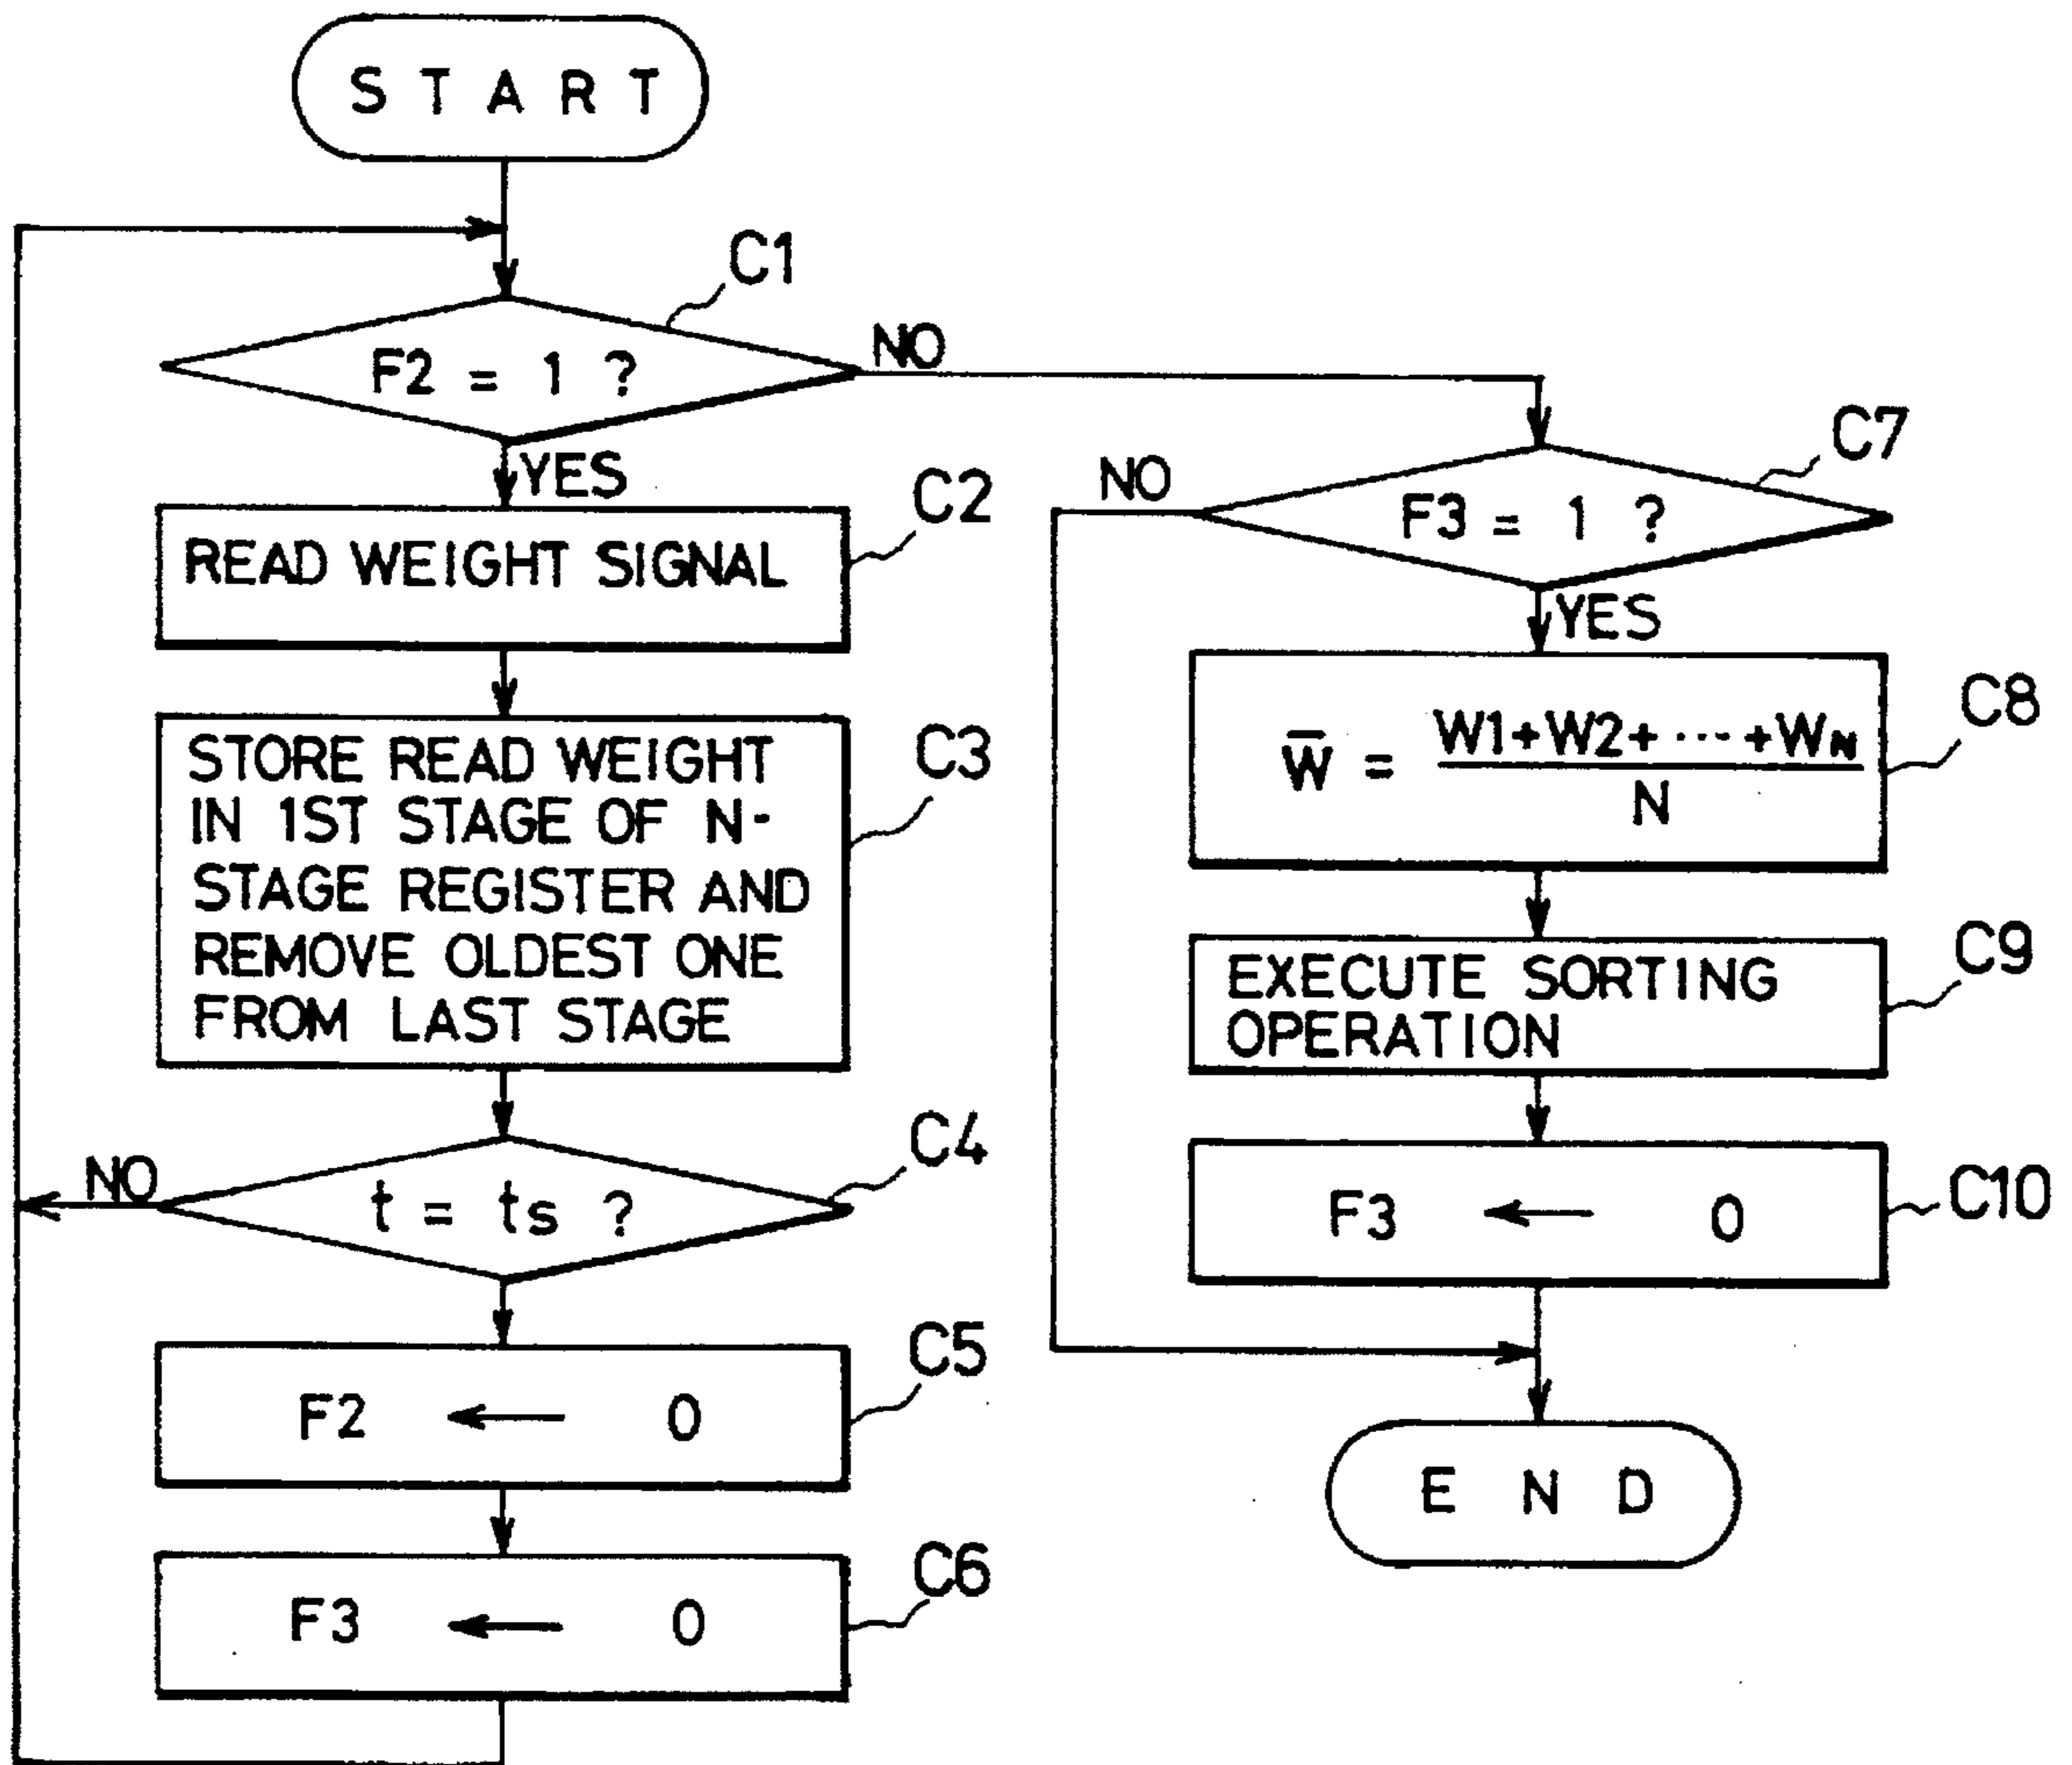 START
C1
F2 = 1 ?
NO
YES
C2
READ WEIGHT SIGNAL
C3
STORE READ WEIGHT
IN 1ST STAGE OF N-
STAGE REGISTER AND
REMOVE OLDEST ONE
FROM LAST STAGE
C4
NO
t = ts ?
C5
F2 ← 0
C6
F3 ← 0
C7
NO
F3 = 1 ?
YES
C8
W̅ = W1+W2+····+WN
N
C9
EXECUTE SORTING
OPERATION
C10
F3 ← 0
END